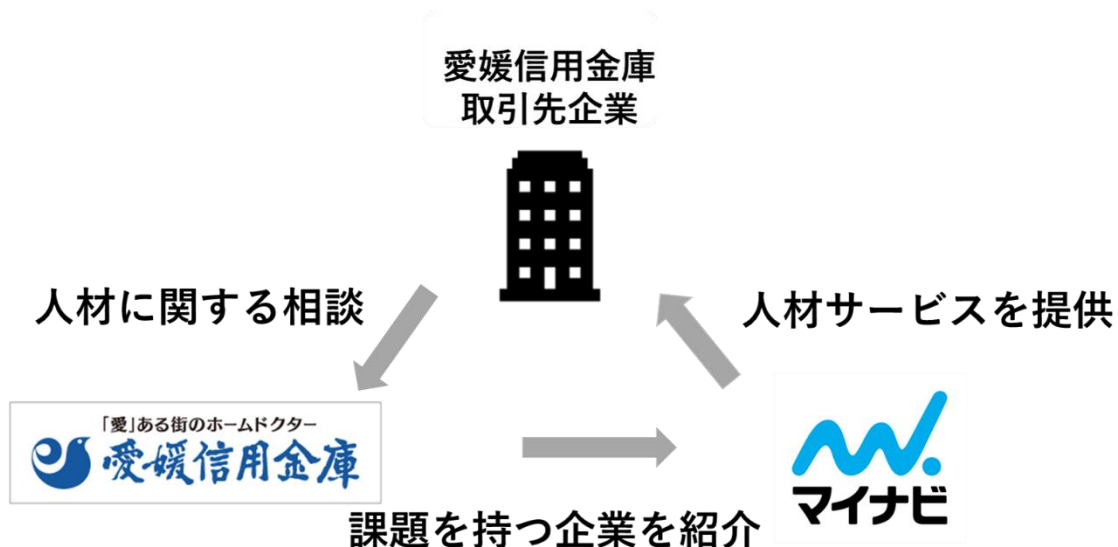 愛媛信用金庫
取引先企業
人材に関する相談
人材サービスを提供
「愛」ある街のホームドクター
愛媛信用金庫
マイナビ
課題を持つ企業を紹介